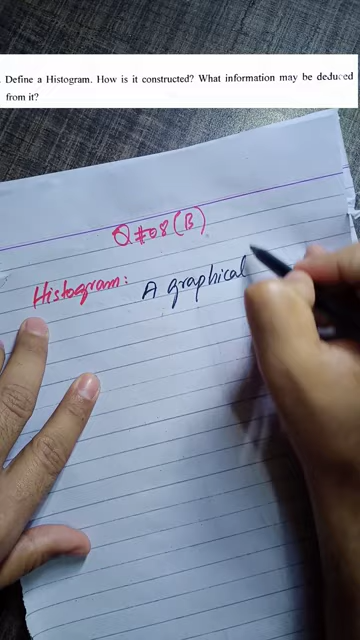 Define a Histogram. How is it constructed? What information may be deduced
from it?
Q#08(B)
Histogram: A graphical